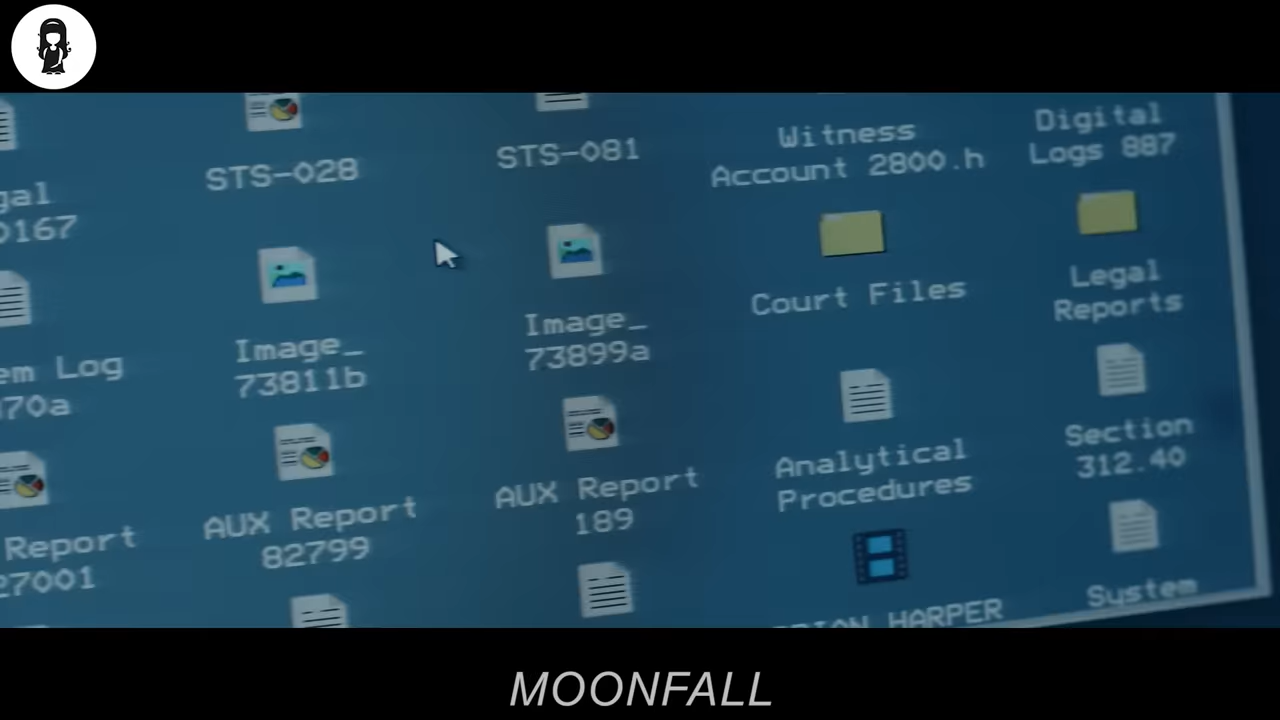 STS-028
STS-081
Witness
Account 2800.h
Digital
Logs 887
gal
0167
Image_
73811b
Image_
73899a
Court Files
Legal
Reports
em Log
370a
AUX Report
82799
AUX Report
189
Analytical
Procedures
Section
312.40
Report
27001
RIAN HARPER
System
MOONFALL